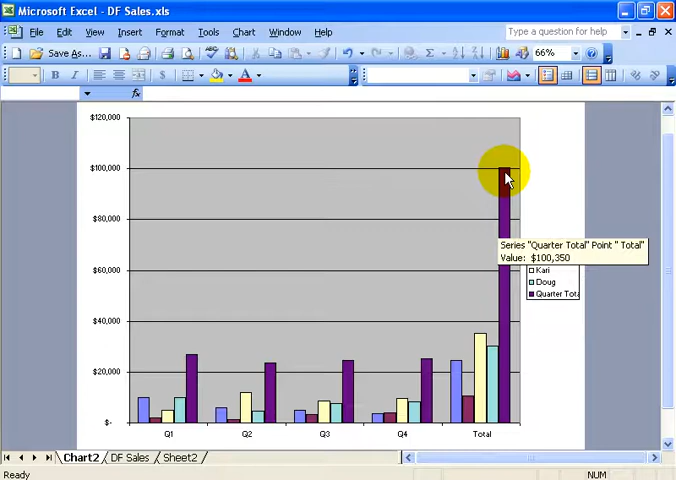 Microsoft Excel - DF Sales.xls
File Edit View Insert Format Tools Chart Window Help
Type a question for help
Save As...
66%
$120,000
$100,000
$80,000
$60,000
$40,000
$20,000
$-
Series "Quarter Total" Point " Total"
Value: $100,350
Kari
Doug
Quarter Tota
Q1 Q2 Q3 Q4 Total
Chart2 DF Sales Sheet2
Ready
NUM